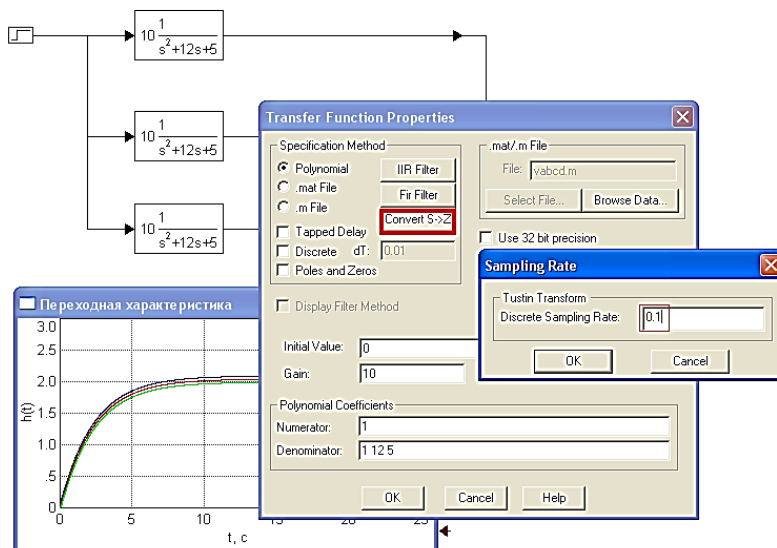 10 1
s²+12s+5
10 1
s²+12s+5
10 1
s²+12s+5
Transfer Function Properties
Specification Method
Polynomial
.mat File
.m File
Tapped Delay
Discrete dT: 0.01
Poles and Zeros
IIR Filter
Fir Filter
Convert S->Z
.mat/.m File
File: vabcd.m
Select File... Browse Data...
Use 32 bit precision
Display Filter Method
Initial Value: 0
Gain: 10
Polynomial Coefficients
Numerator: 1
Denominator: 1 12 5
OK Cancel Help
Sampling Rate
Tustin Transform
Discrete Sampling Rate: 0.1
OK Cancel
Переходная характеристика
h(t)
3.0
2.5
2.0
1.5
1.0
.5
0
0 5 10 15 20 25
t, c